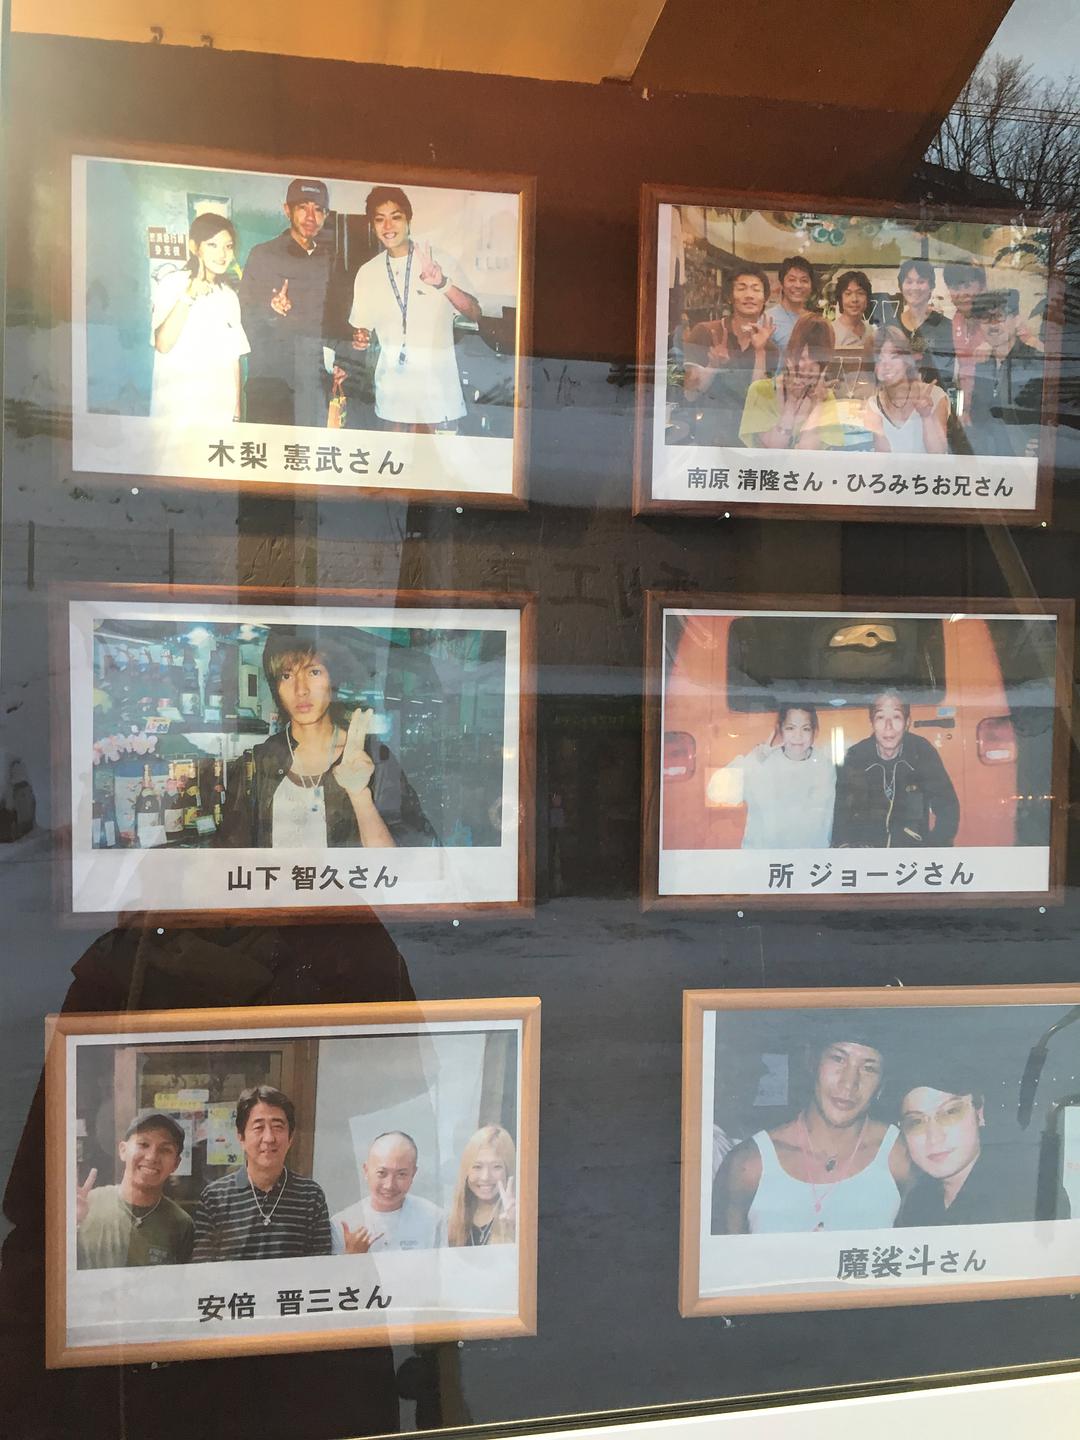 木梨 憲武さん
南原 清隆さん・ひろみちお兄さん
山下 智久さん
所 ジョージさん
安倍 晋三さん
魔裟斗さん